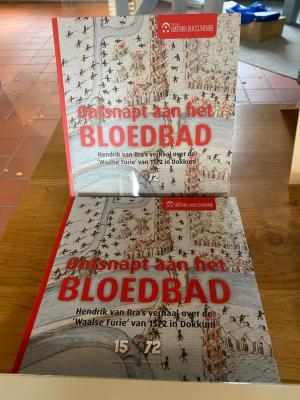 HISTORIA DOCCUMENSIS
Ontsnapt aan het
BLOEDBAD
Hendrik van Bra's verhaal over de
'Waalse Furie' van 1572 in Dokkum
HISTORIA DOCCUMENSIS
Ontsnapt aan het
BLOEDBAD
Hendrik van Bra's verhaal over de
'Waalse Furie' van 1572 in Dokkum
15 72